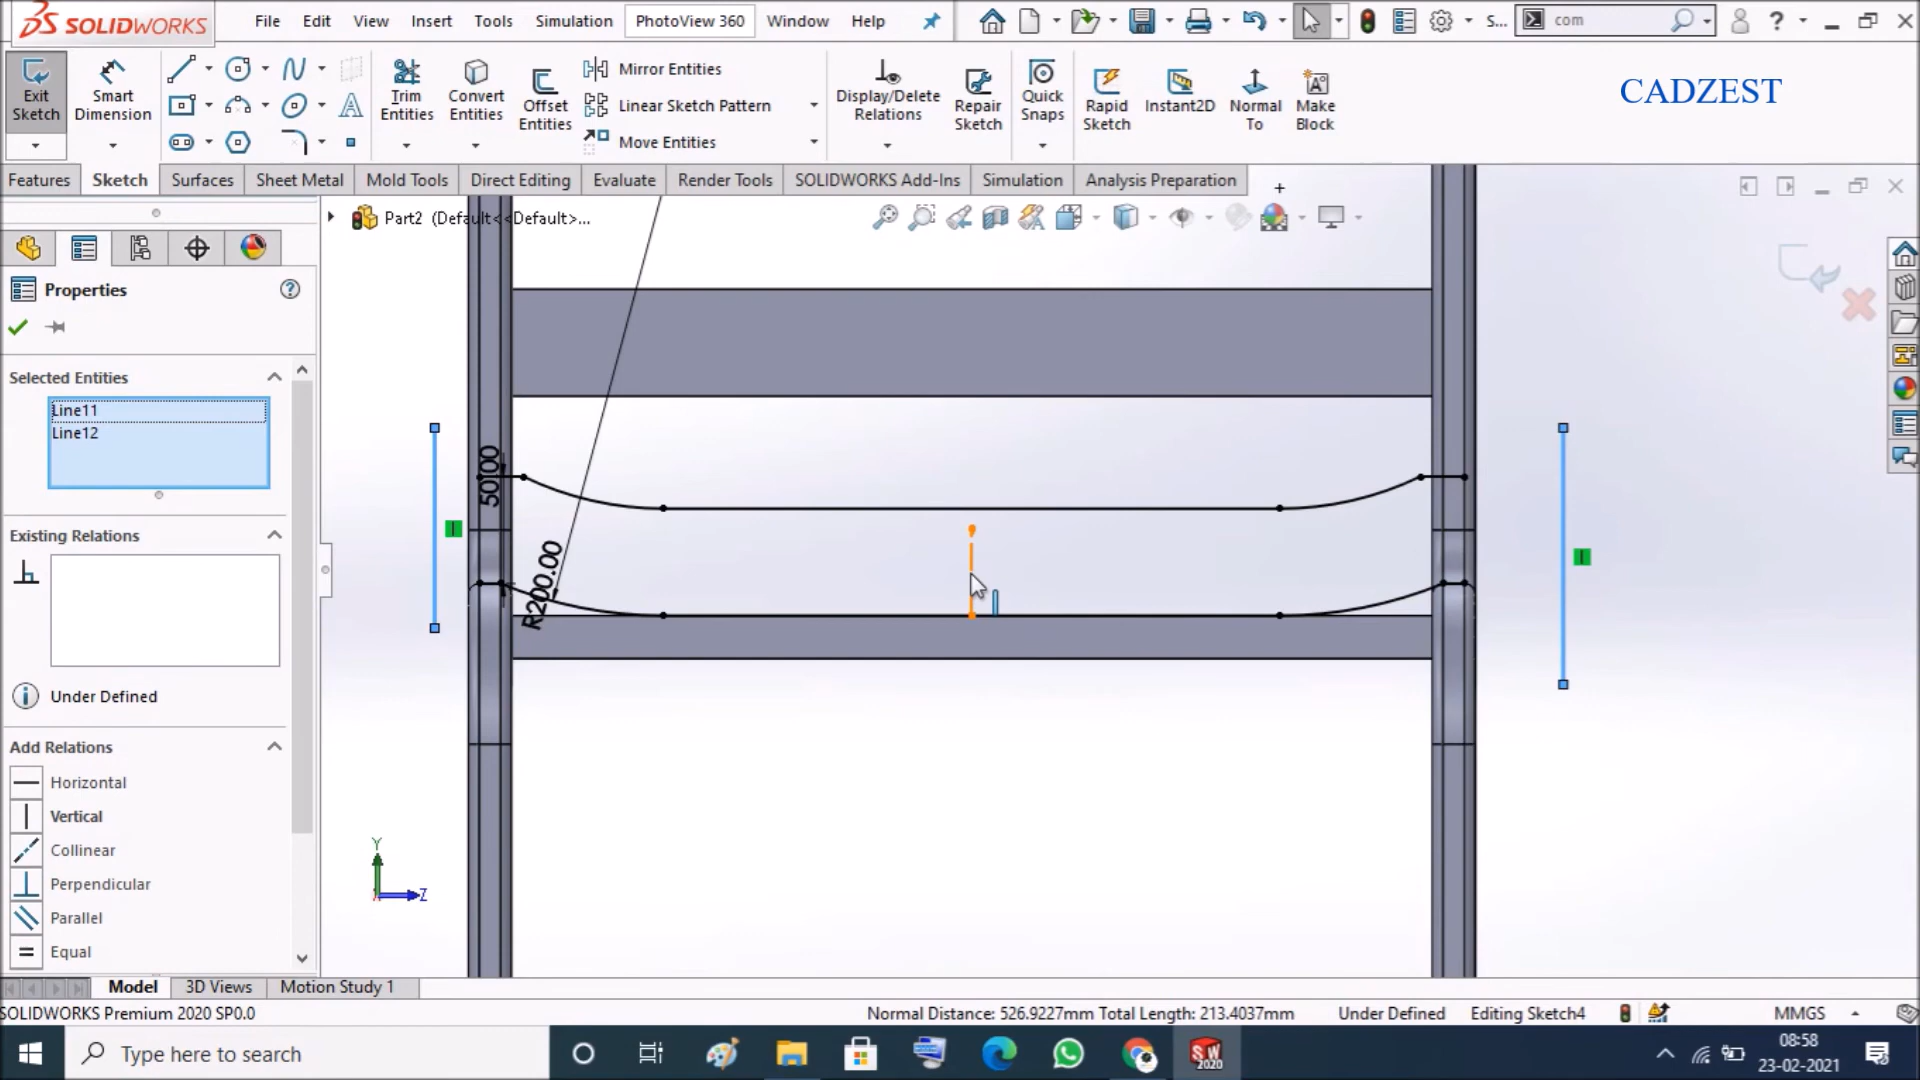 SOLIDWORKS
File Edit View Insert Tools Simulation PhotoView 360 Window Help
S... com
Exit Sketch
Smart Dimension
Trim Entities
Convert Entities
Offset Entities
Mirror Entities
Linear Sketch Pattern
Move Entities
Display/Delete Relations
Repair Sketch
Quick Snaps
Rapid Sketch
Instant2D
Normal To
Make Block
CADZEST
Features Sketch Surfaces Sheet Metal Mold Tools Direct Editing Evaluate Render Tools SOLIDWORKS Add-Ins Simulation Analysis Preparation
Part2 (Default<<Default>...
Properties
Selected Entities
Line11
Line12
Existing Relations
Under Defined
Add Relations
Horizontal
Vertical
Collinear
Perpendicular
Parallel
Equal
50.00
R200.00
Y
Z
Model 3D Views Motion Study 1
SOLIDWORKS Premium 2020 SP0.0
Normal Distance: 526.9227mm Total Length: 213.4037mm Under Defined Editing Sketch4 MMGS
Type here to search
SW 2020
08:58
23-02-2021